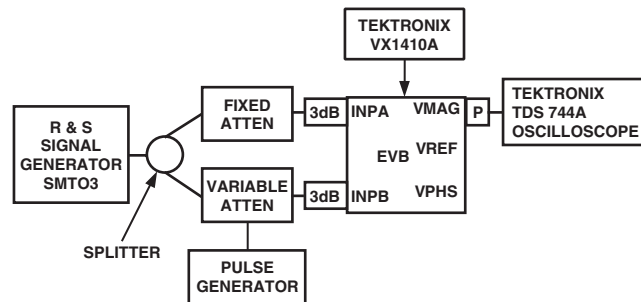 TEKTRONIX
VX1410A
R & S
SIGNAL
GENERATOR
SMTO3
SPLITTER
FIXED
ATTEN
VARIABLE
ATTEN
PULSE
GENERATOR
3dB
3dB
INPA
VMAG
EVB
VREF
INPB
VPHS
P
TEKTRONIX
TDS 744A
OSCILLOSCOPE